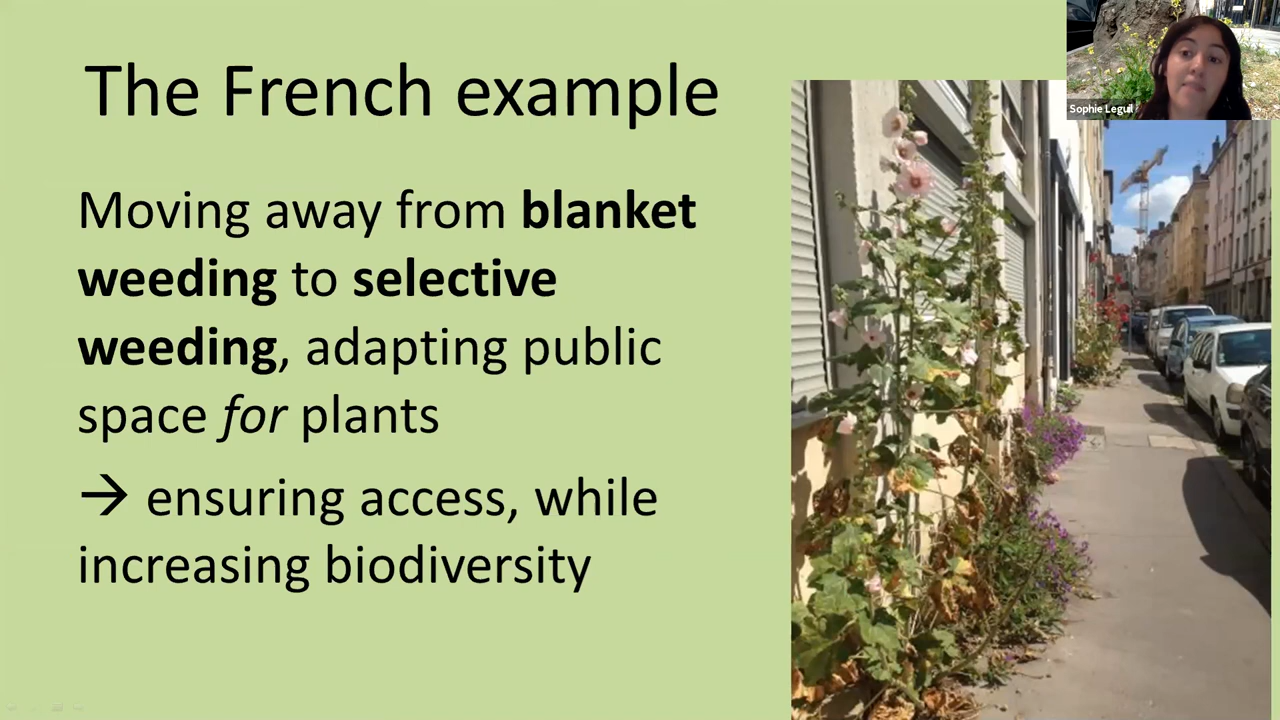 The French example
Sophie Leguil
Moving away from blanket
weeding to selective
weeding, adapting public
space for plants
→ ensuring access, while
increasing biodiversity